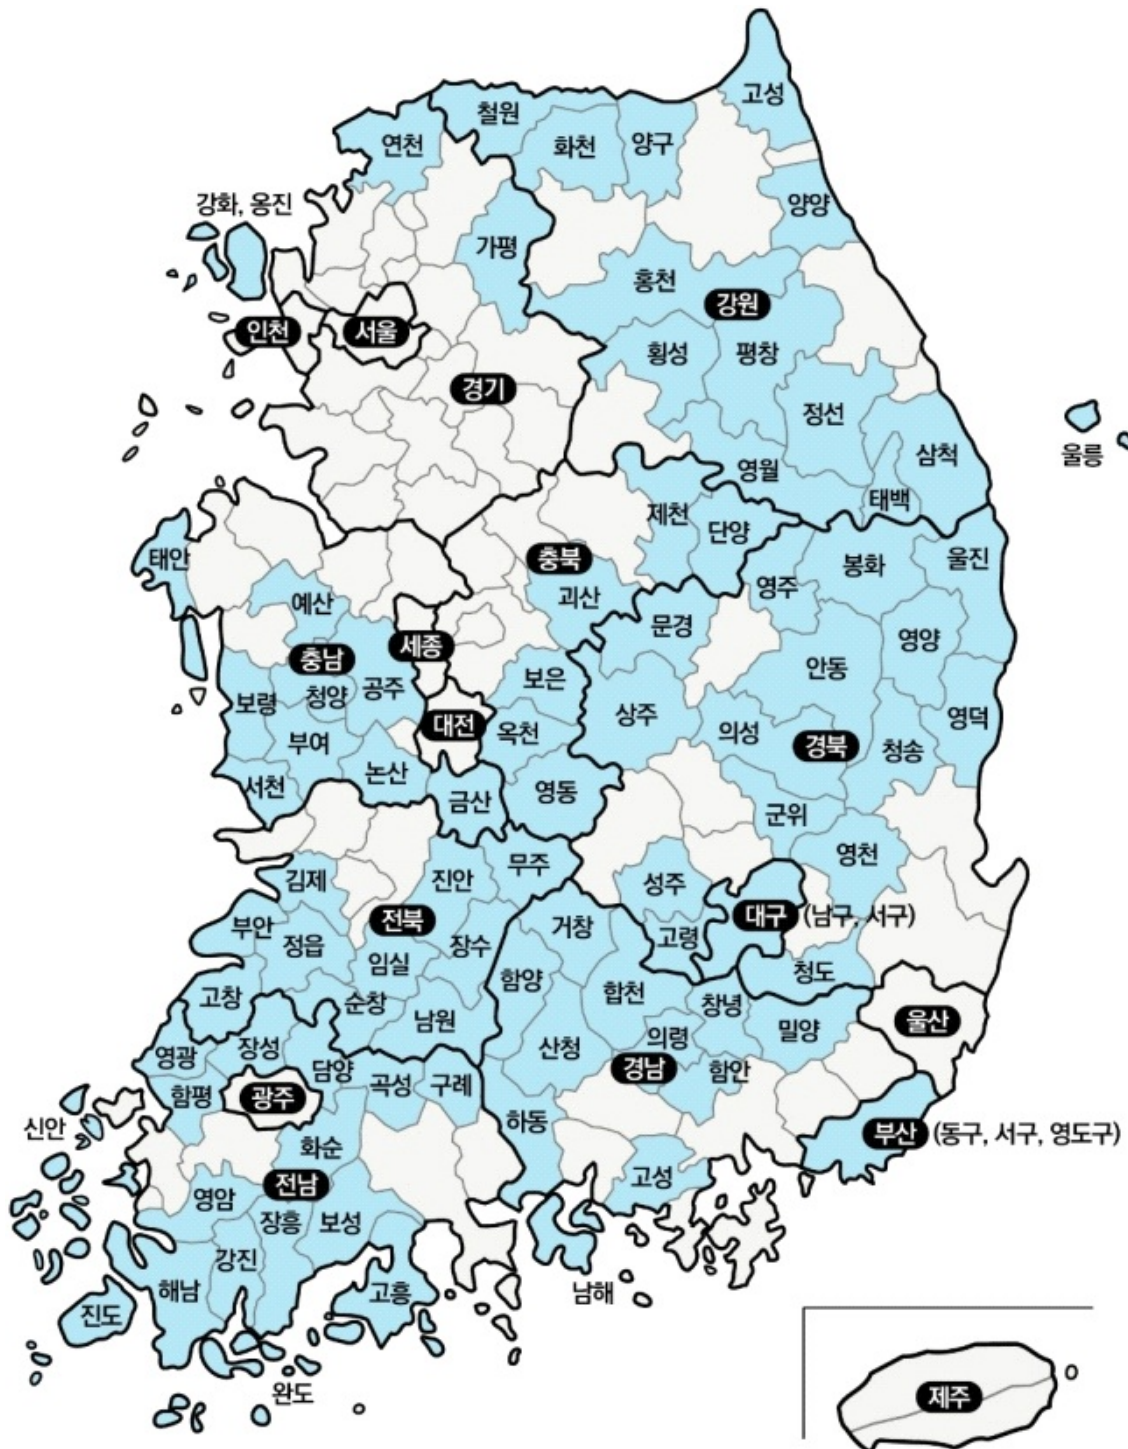 고성
철원
연천
화천
양구
강화, 옹진
양양
가평
홍천
강원
인천
서울
횡성
평창
경기
정선
울릉
삼척
영월
태백
제천
단양
태안
충북
봉화
울진
영주
괴산
예산
문경
영양
세종
충남
안동
보은
공주
청양
보령
상주
영덕
대전
옥천
의성
부여
경북
청송
논산
서천
금산
영동
군위
영천
무주
김제
진안
성주
대구 (남구, 서구)
전북
거창
부안
정읍
장수
고령
임실
청도
함양
고창
합천
순창
창녕
남원
밀양
울산
의령
장성
산청
영광
담양
경남
함안
곡성
구례
함평
광주
하동
신안
부산 (동구, 서구, 영도구)
화순
고성
전남
영암
장흥
보성
강진
해남
고흥
남해
진도
완도
제주